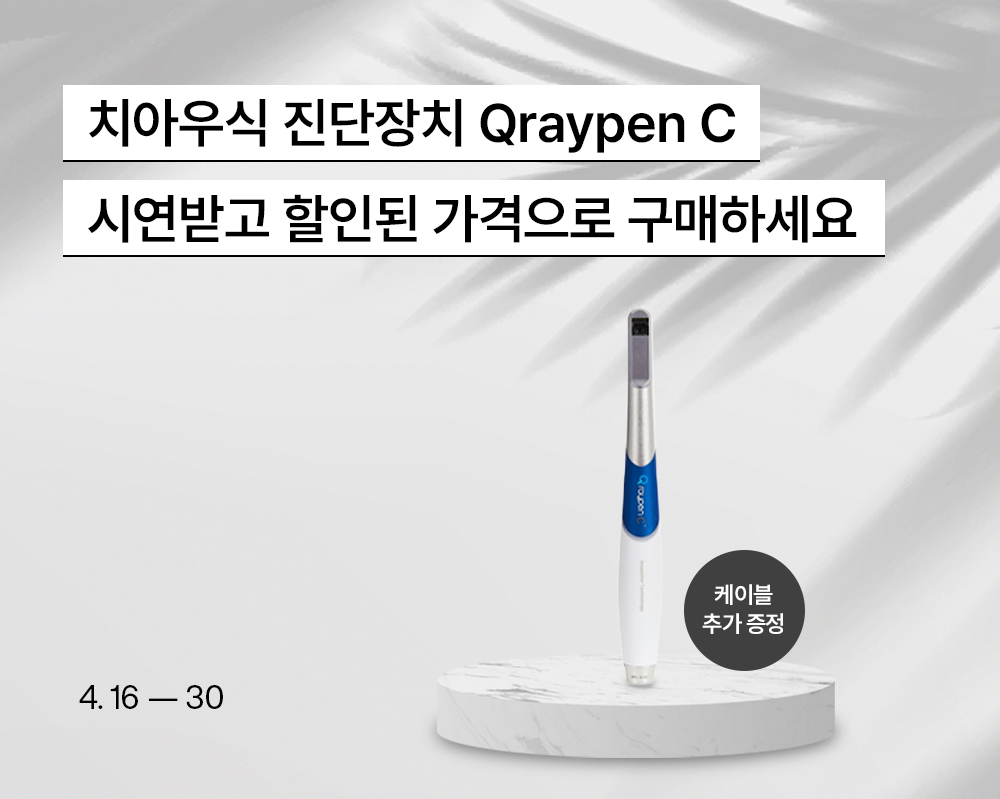 치아우식 진단장치 Qraypen C
시연받고 할인된 가격으로 구매하세요
Qraypen C
케이블
추가 증정
4. 16 — 30